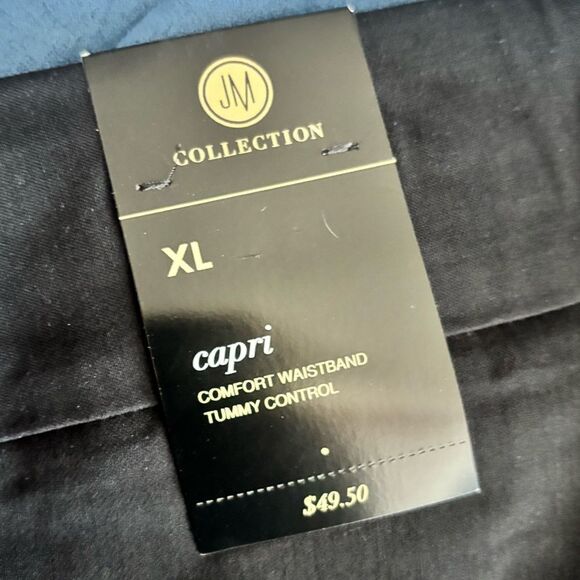 JM
COLLECTION
XL
capri
COMFORT WAISTBAND
TUMMY CONTROL
$49.50